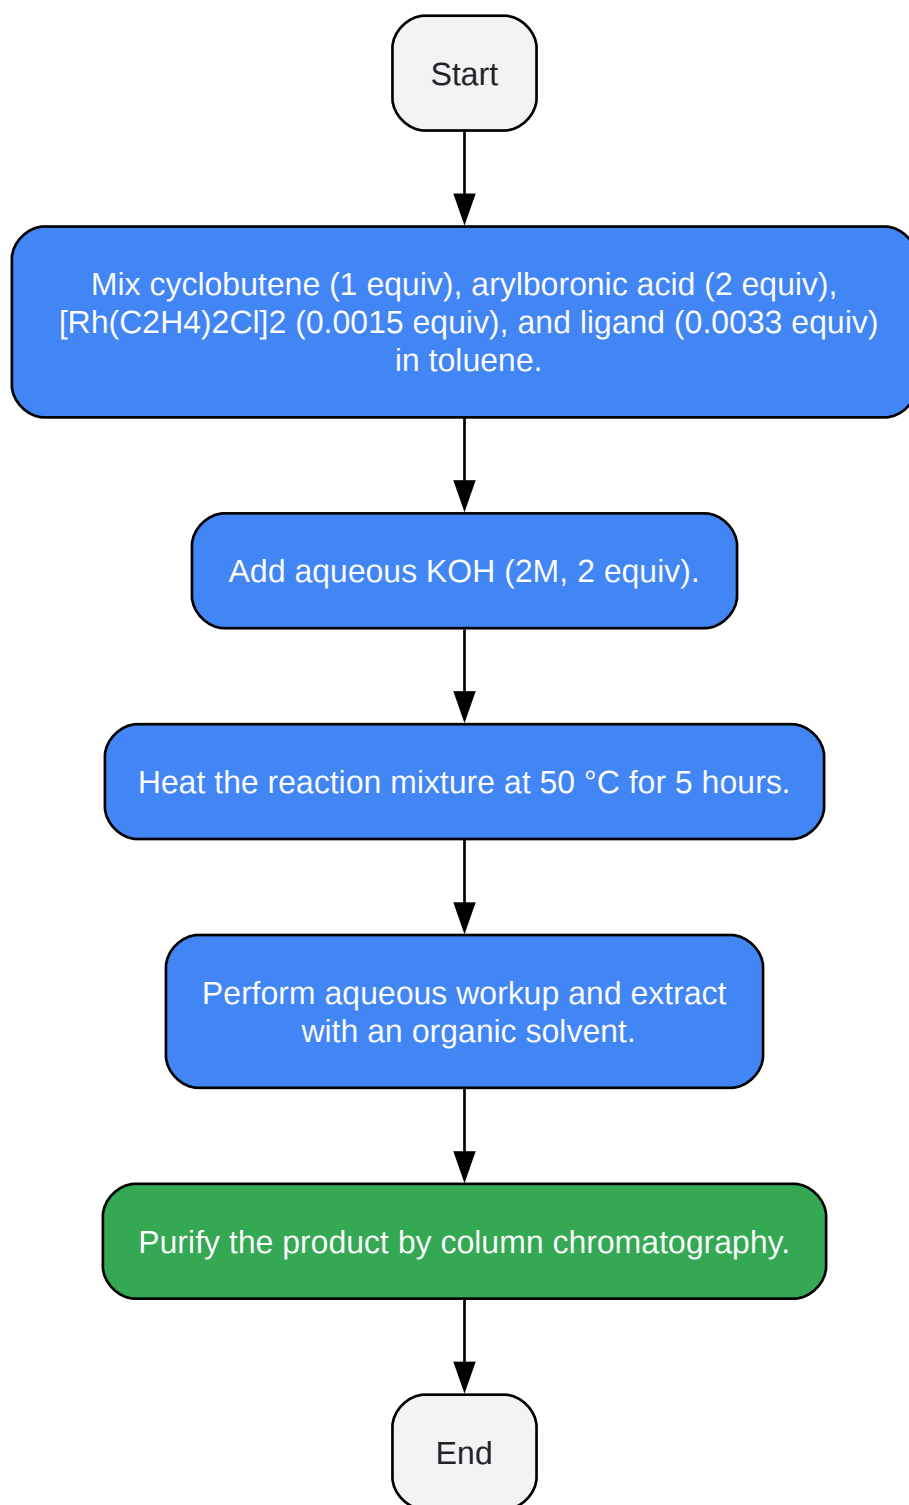 Start
Mix cyclobutene (1 equiv), arylboronic acid (2 equiv),
[Rh(C2H4)2Cl]2 (0.0015 equiv), and ligand (0.0033 equiv)
in toluene.
Add aqueous KOH (2M, 2 equiv).
Heat the reaction mixture at 50 °C for 5 hours.
Perform aqueous workup and extract
with an organic solvent.
Purify the product by column chromatography.
End